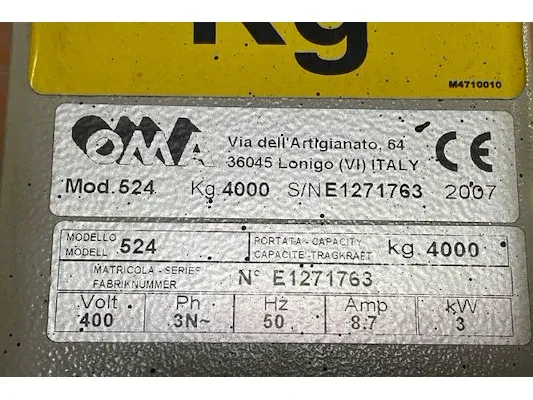 Kg
M4710010
OMA
Via dell'Artigianato, 64
36045 Lonigo (VI) ITALY
CE
Mod. 524 Kg 4000 S/N E1271763 2007
MODELLO
MODELL 524
PORTATA - CAPACITY
CAPACITE'-TRAGKRAFT kg. 4000
MATRICOLA - SERIES
FABRIKNUMMER N° E1271763
Volt Ph Hz Amp kW
400 3N~ 50 8.7 3